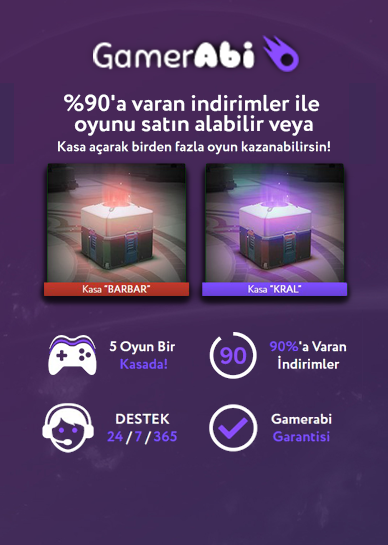 GamerAbi
%90'a varan indirimler ile
oyunu satın alabilir veya
Kasa açarak birden fazla oyun kazanabilirsin!
Kasa "BARBAR"
Kasa "KRAL"
5 Oyun Bir
Kasada!
90
90%'a Varan
İndirimler
DESTEK
24 / 7 / 365
Gamerabi
Garantisi